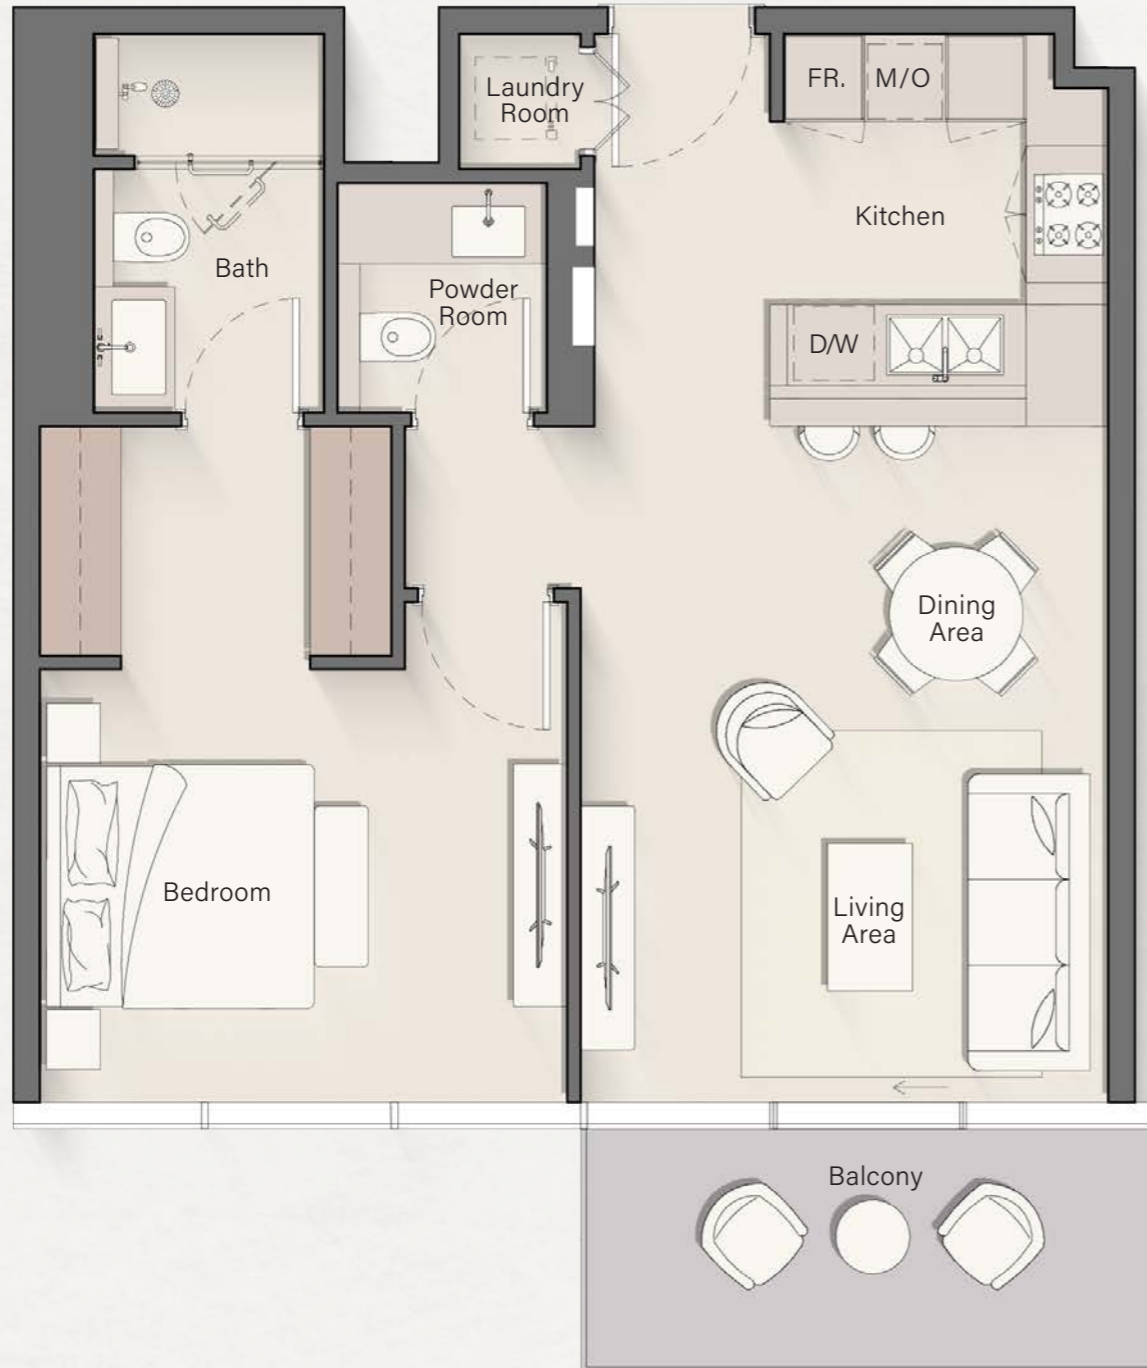 Laundry
Room
FR.
M/O
Kitchen
Bath
Powder
Room
D/W
Dining
Area
Bedroom
Living
Area
Balcony